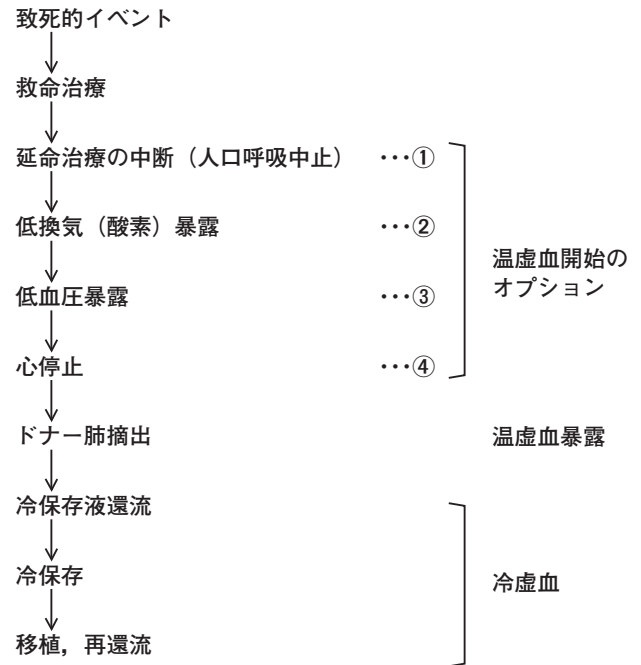 致死的イベント
救命治療
延命治療の中断（人口呼吸中止） ･･･①
低換気（酸素）暴露 ･･･②
温虚血開始の
オプション
低血圧暴露 ･･･③
心停止 ･･･④
ドナー肺摘出 温虚血暴露
冷保存液還流
冷保存 冷虚血
移植，再還流